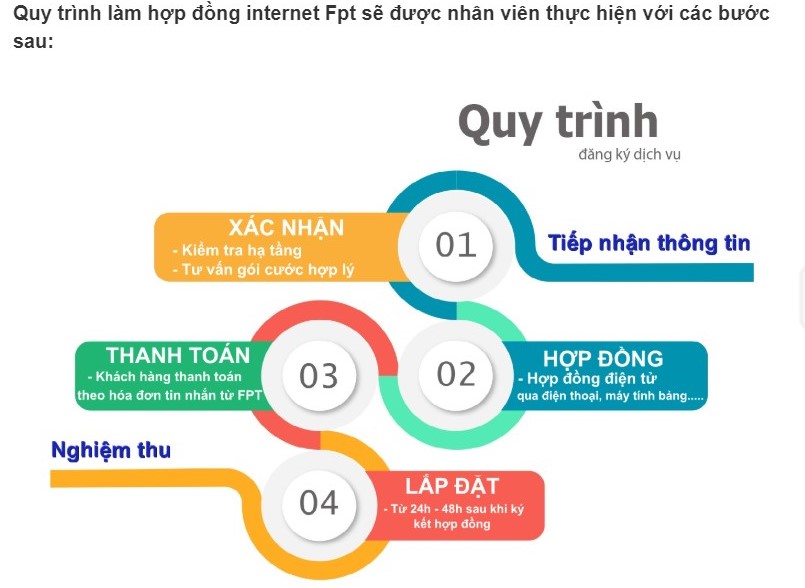 Quy trình làm hợp đồng internet Fpt sẽ được nhân viên thực hiện với các bước
sau:
Quy trình
đăng ký dịch vụ
Tiếp nhận thông tin
01
XÁC NHẬN
- Kiểm tra hạ tầng
- Tư vấn gói cước hợp lý
02
HỢP ĐỒNG
- Hợp đồng điện tử
qua điện thoại, máy tính bảng.....
03
THANH TOÁN
- Khách hàng thanh toán
theo hóa đơn tin nhắn từ FPT
04
LẮP ĐẶT
- Từ 24h - 48h sau khi ký
kết hợp đồng
Nghiệm thu